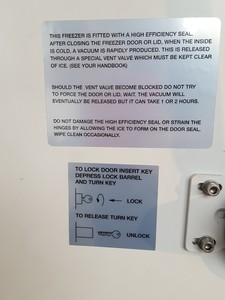 THIS FREEZER IS FITTED WITH A HIGH EFFICIENCY SEAL.
AFTER CLOSING THE FREEZER DOOR OR LID, WHEN THE INSIDE
IS COLD, A VACUUM IS RAPIDLY PRODUCED. THIS IS RELEASED
THROUGH A SPECIAL VENT VALVE WHICH MUST BE KEPT CLEAR
OF ICE. (SEE YOUR HANDBOOK)
SHOULD THE VENT VALVE BECOME BLOCKED DO NOT TRY
TO FORCE THE DOOR OR LID. WAIT. THE VACUUM WILL
EVENTUALLY BE RELEASED BUT IT CAN TAKE 1 OR 2 HOURS.
DO NOT DAMAGE THE HIGH EFFICIENCY SEAL OR STRAIN THE
HINGES BY ALLOWING THE ICE TO FORM ON THE DOOR SEAL.
WIPE CLEAN OCCASIONALLY.
TO LOCK DOOR INSERT KEY
DEPRESS LOCK BARREL
AND TURN KEY
LOCK
TO RELEASE TURN KEY
UNLOCK